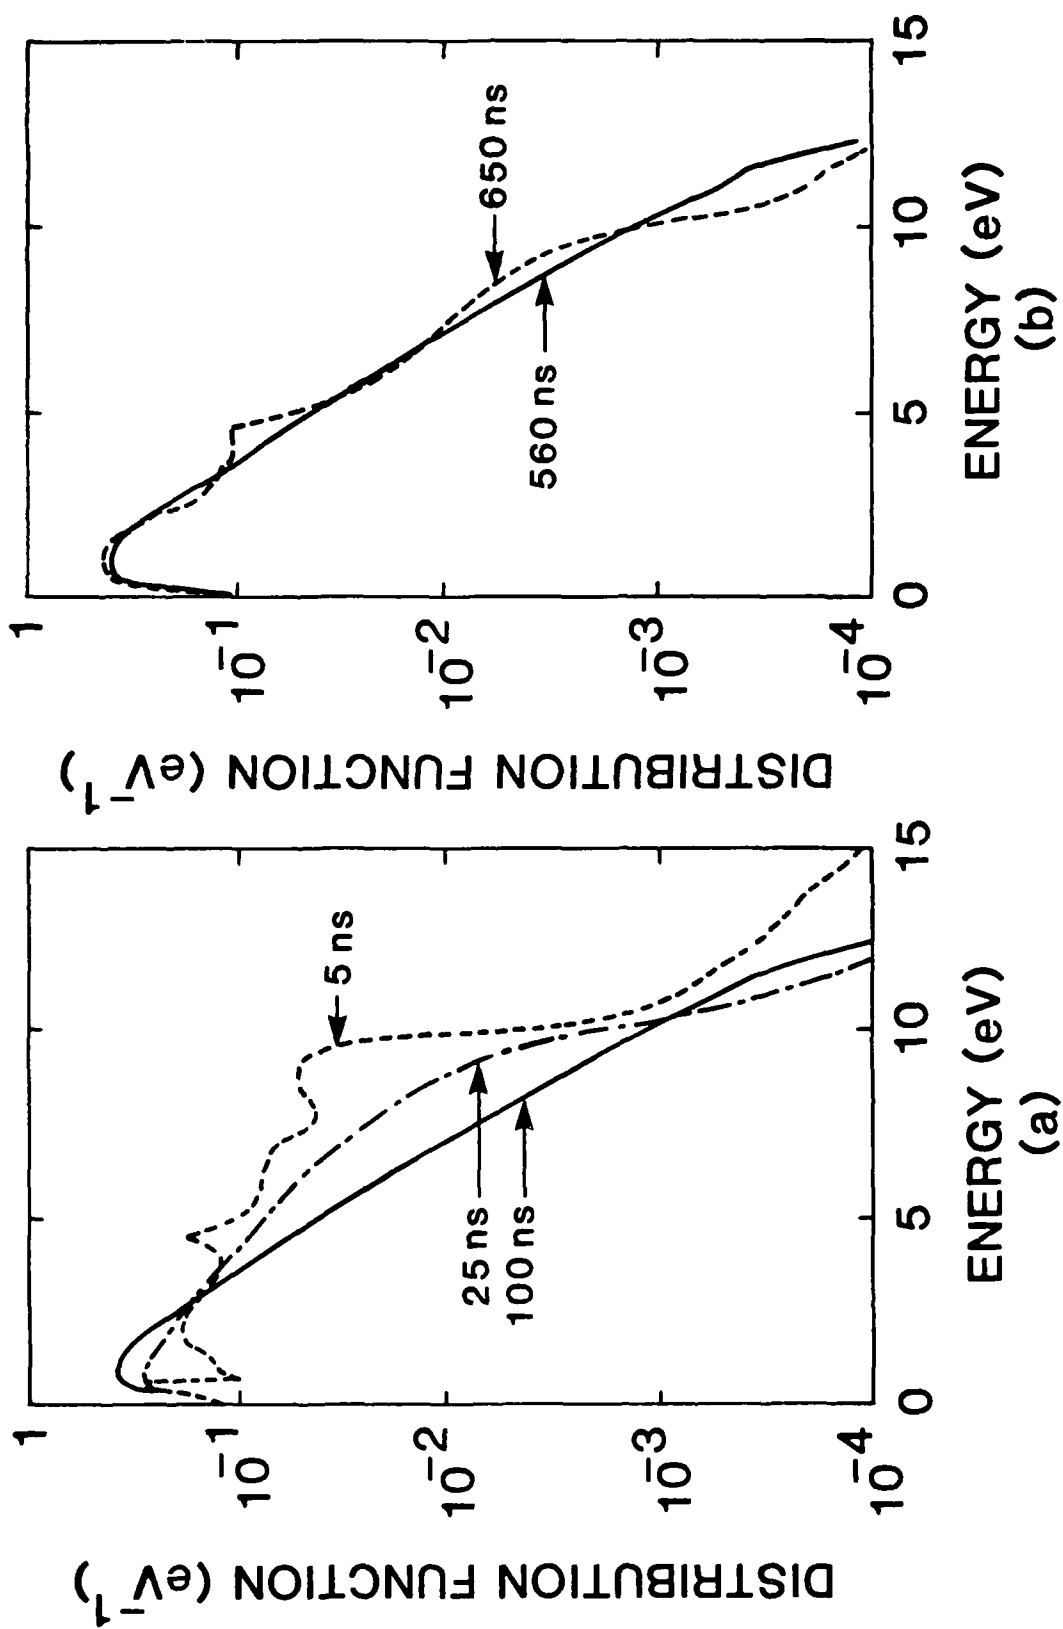 DISTRIBUTION FUNCTION (eV⁻¹)
1
10⁻¹
10⁻²
10⁻³
10⁻⁴
0
5
10
15
5 ns
25 ns
100 ns
ENERGY (eV)
(a)
DISTRIBUTION FUNCTION (eV⁻¹)
1
10⁻¹
10⁻²
10⁻³
10⁻⁴
0
5
10
15
650 ns
560 ns
ENERGY (eV)
(b)